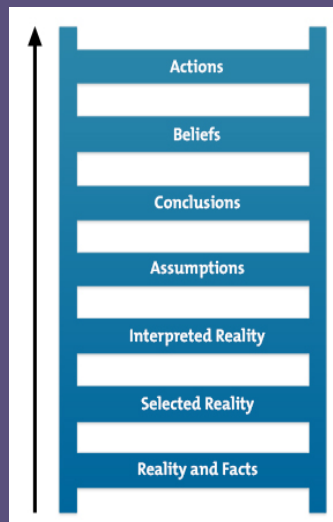 Actions
Beliefs
Conclusions
Assumptions
Interpreted Reality
Selected Reality
Reality and Facts